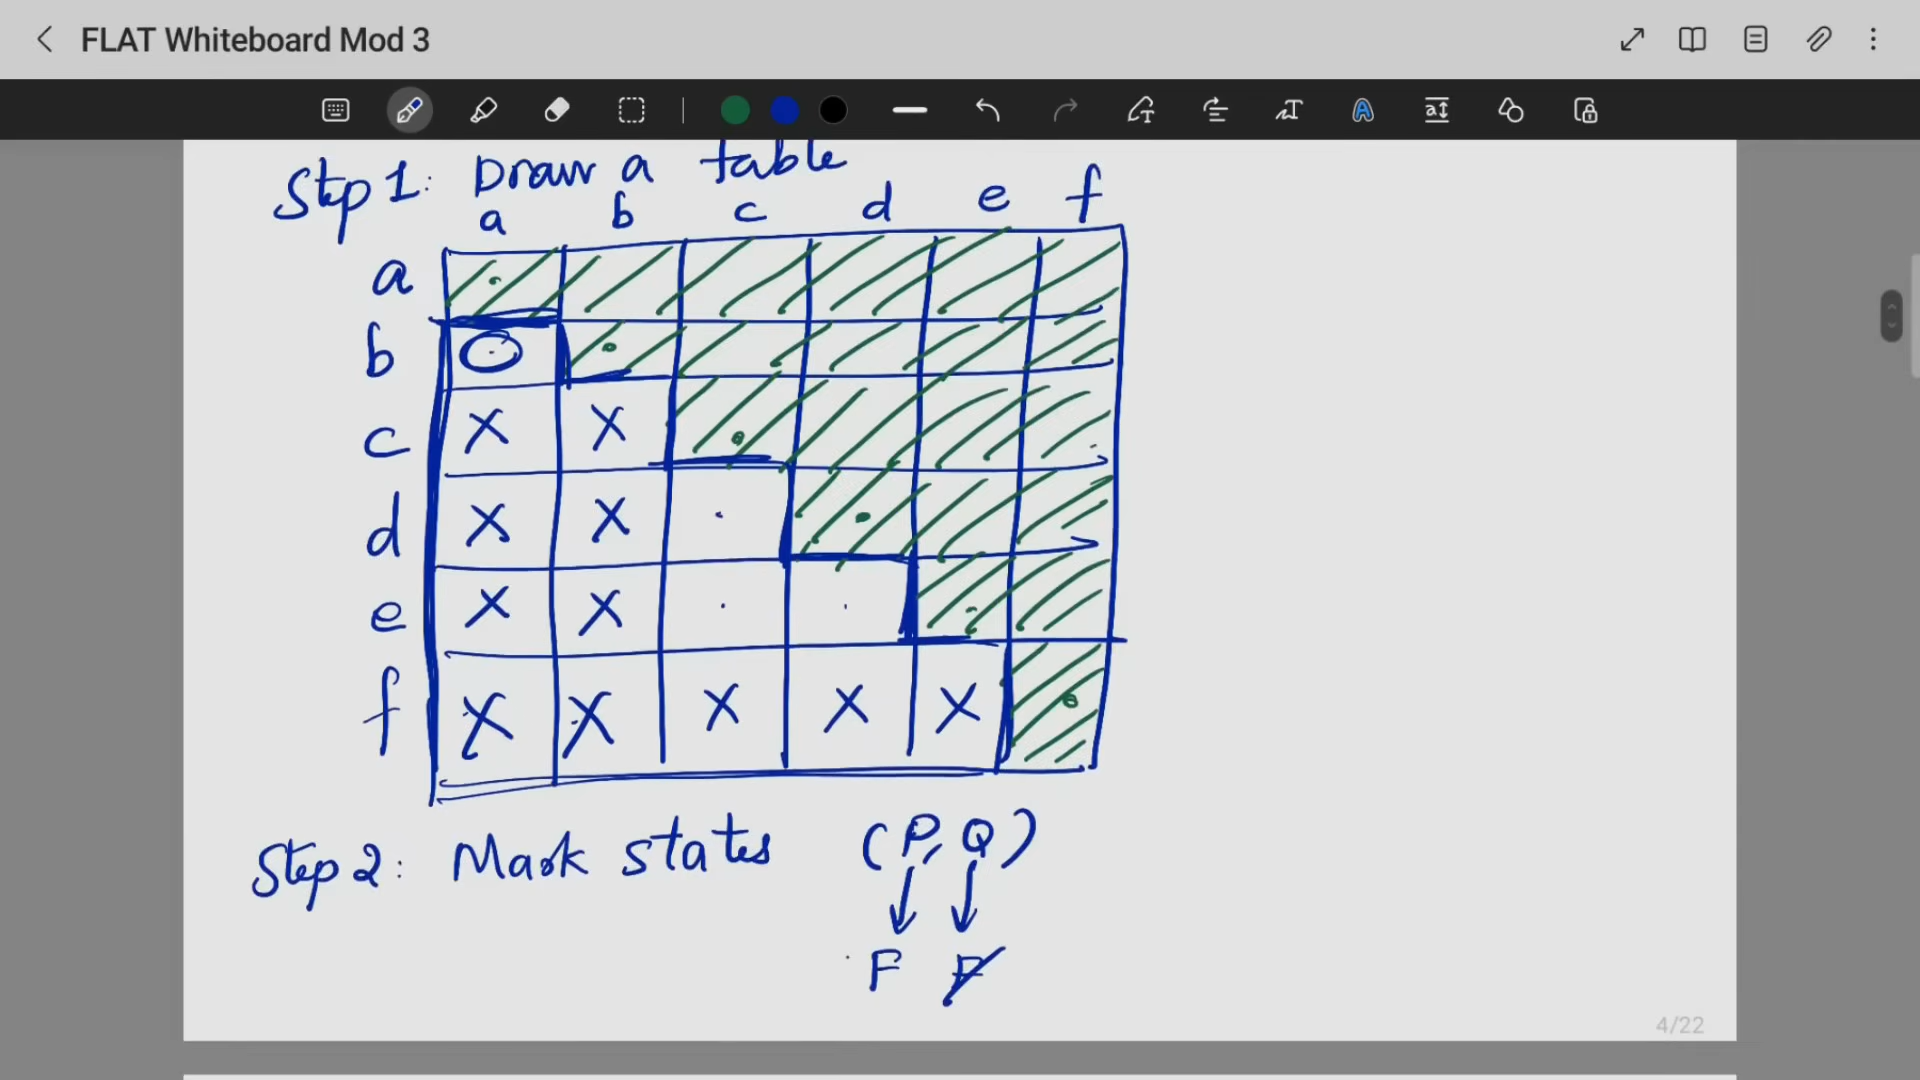 FLAT Whiteboard Mod 3
Step 1: Draw a table
a b c d e f
a
b
c X X
d X X
e X X
f X X X X X
Step 2: Mark states (P, Q)
F F
4/22